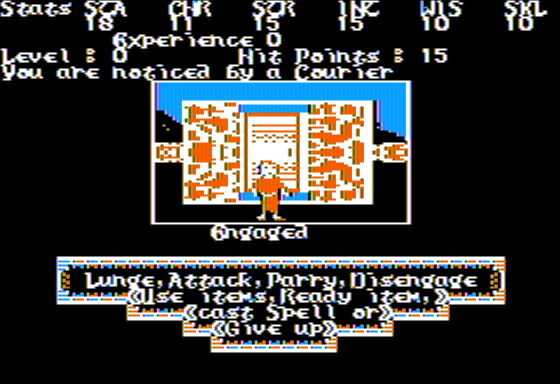 Stats STA CHR STR INT WIS SKL
18 11 15 15 10 10
Experience 0
Level : 0 Hit Points : 15
You are noticed by a Courier
Engaged
Lunge, Attack, Parry, Disengage
Use items, Ready item,
cast Spell or
Give up